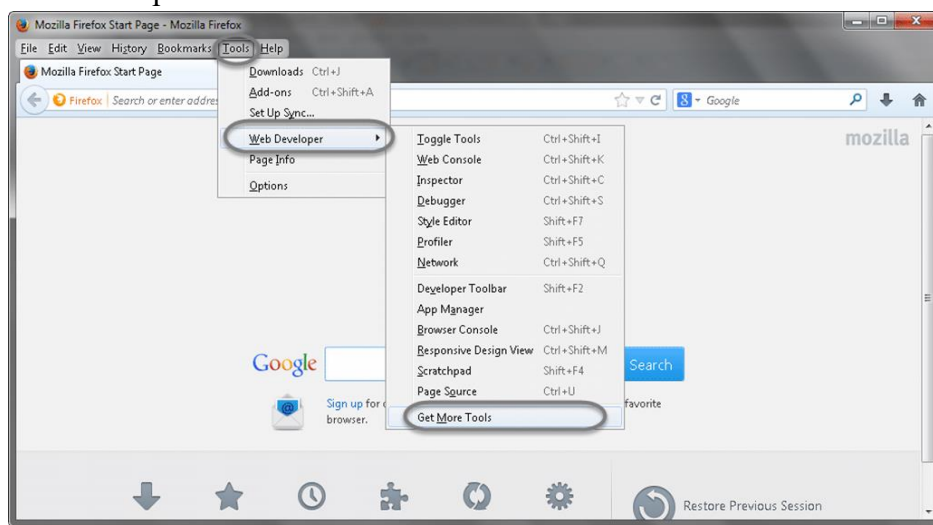 Mozilla Firefox Start Page - Mozilla Firefox
File Edit View History Bookmarks Tools Help
Mozilla Firefox Start Page
Firefox Search or enter addre
Google
Downloads Ctrl+J
Add-ons Ctrl+Shift+A
Set Up Sync...
Web Developer
Page Info
Options
mozilla
Toggle Tools Ctrl+Shift+I
Web Console Ctrl+Shift+K
Inspector Ctrl+Shift+C
Debugger Ctrl+Shift+S
Style Editor Shift+F7
Profiler Shift+F5
Network Ctrl+Shift+Q
Developer Toolbar Shift+F2
App Manager
Browser Console Ctrl+Shift+J
Responsive Design View Ctrl+Shift+M
Scratchpad Shift+F4
Page Source Ctrl+U
Get More Tools
Google
Search
Sign up for
favorite
browser.
Restore Previous Session